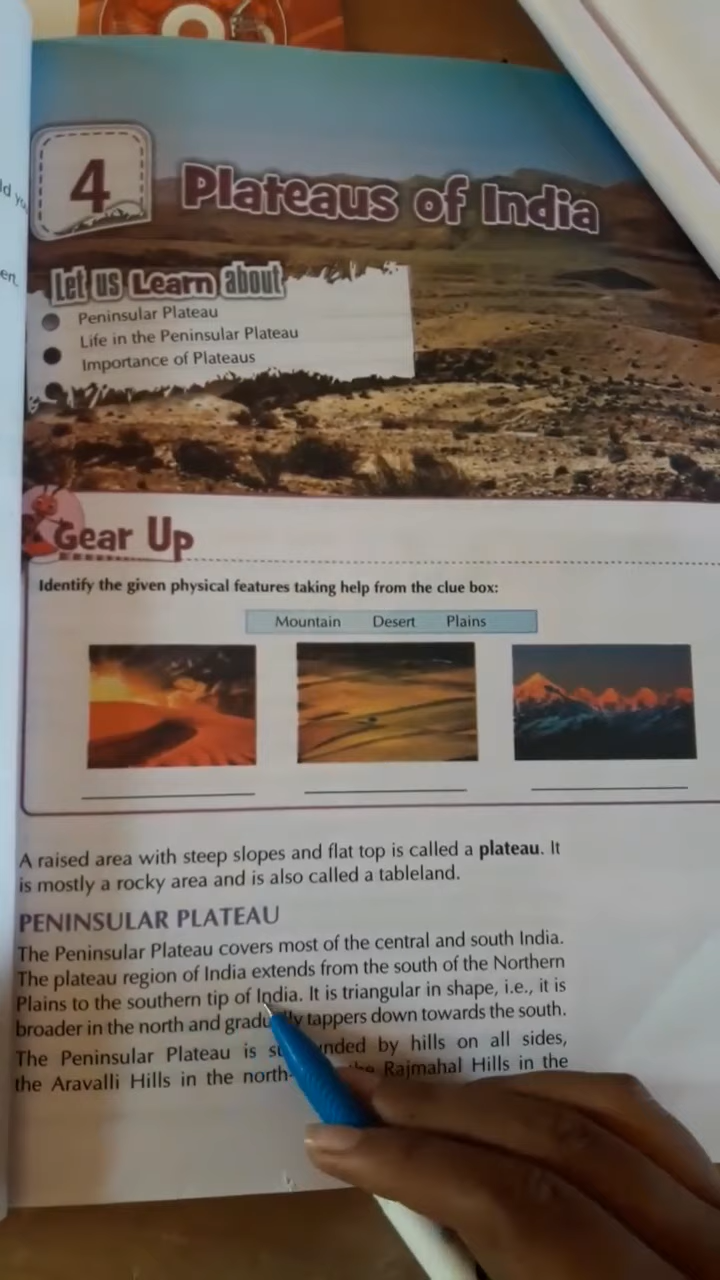 4
Plateaus of India
Let us Learn about
Peninsular Plateau
Life in the Peninsular Plateau
Importance of Plateaus
Gear Up
Identify the given physical features taking help from the clue box:
Mountain Desert Plains
A raised area with steep slopes and flat top is called a plateau. It
is mostly a rocky area and is also called a tableland.
PENINSULAR PLATEAU
The Peninsular Plateau covers most of the central and south India.
The plateau region of India extends from the south of the Northern
Plains to the southern tip of India. It is triangular in shape, i.e., it is
broader in the north and tappers down towards the south.
The Peninsular Plateau is by hills on all sides,
the Aravalli Hills in the Rajmahal Hills in the